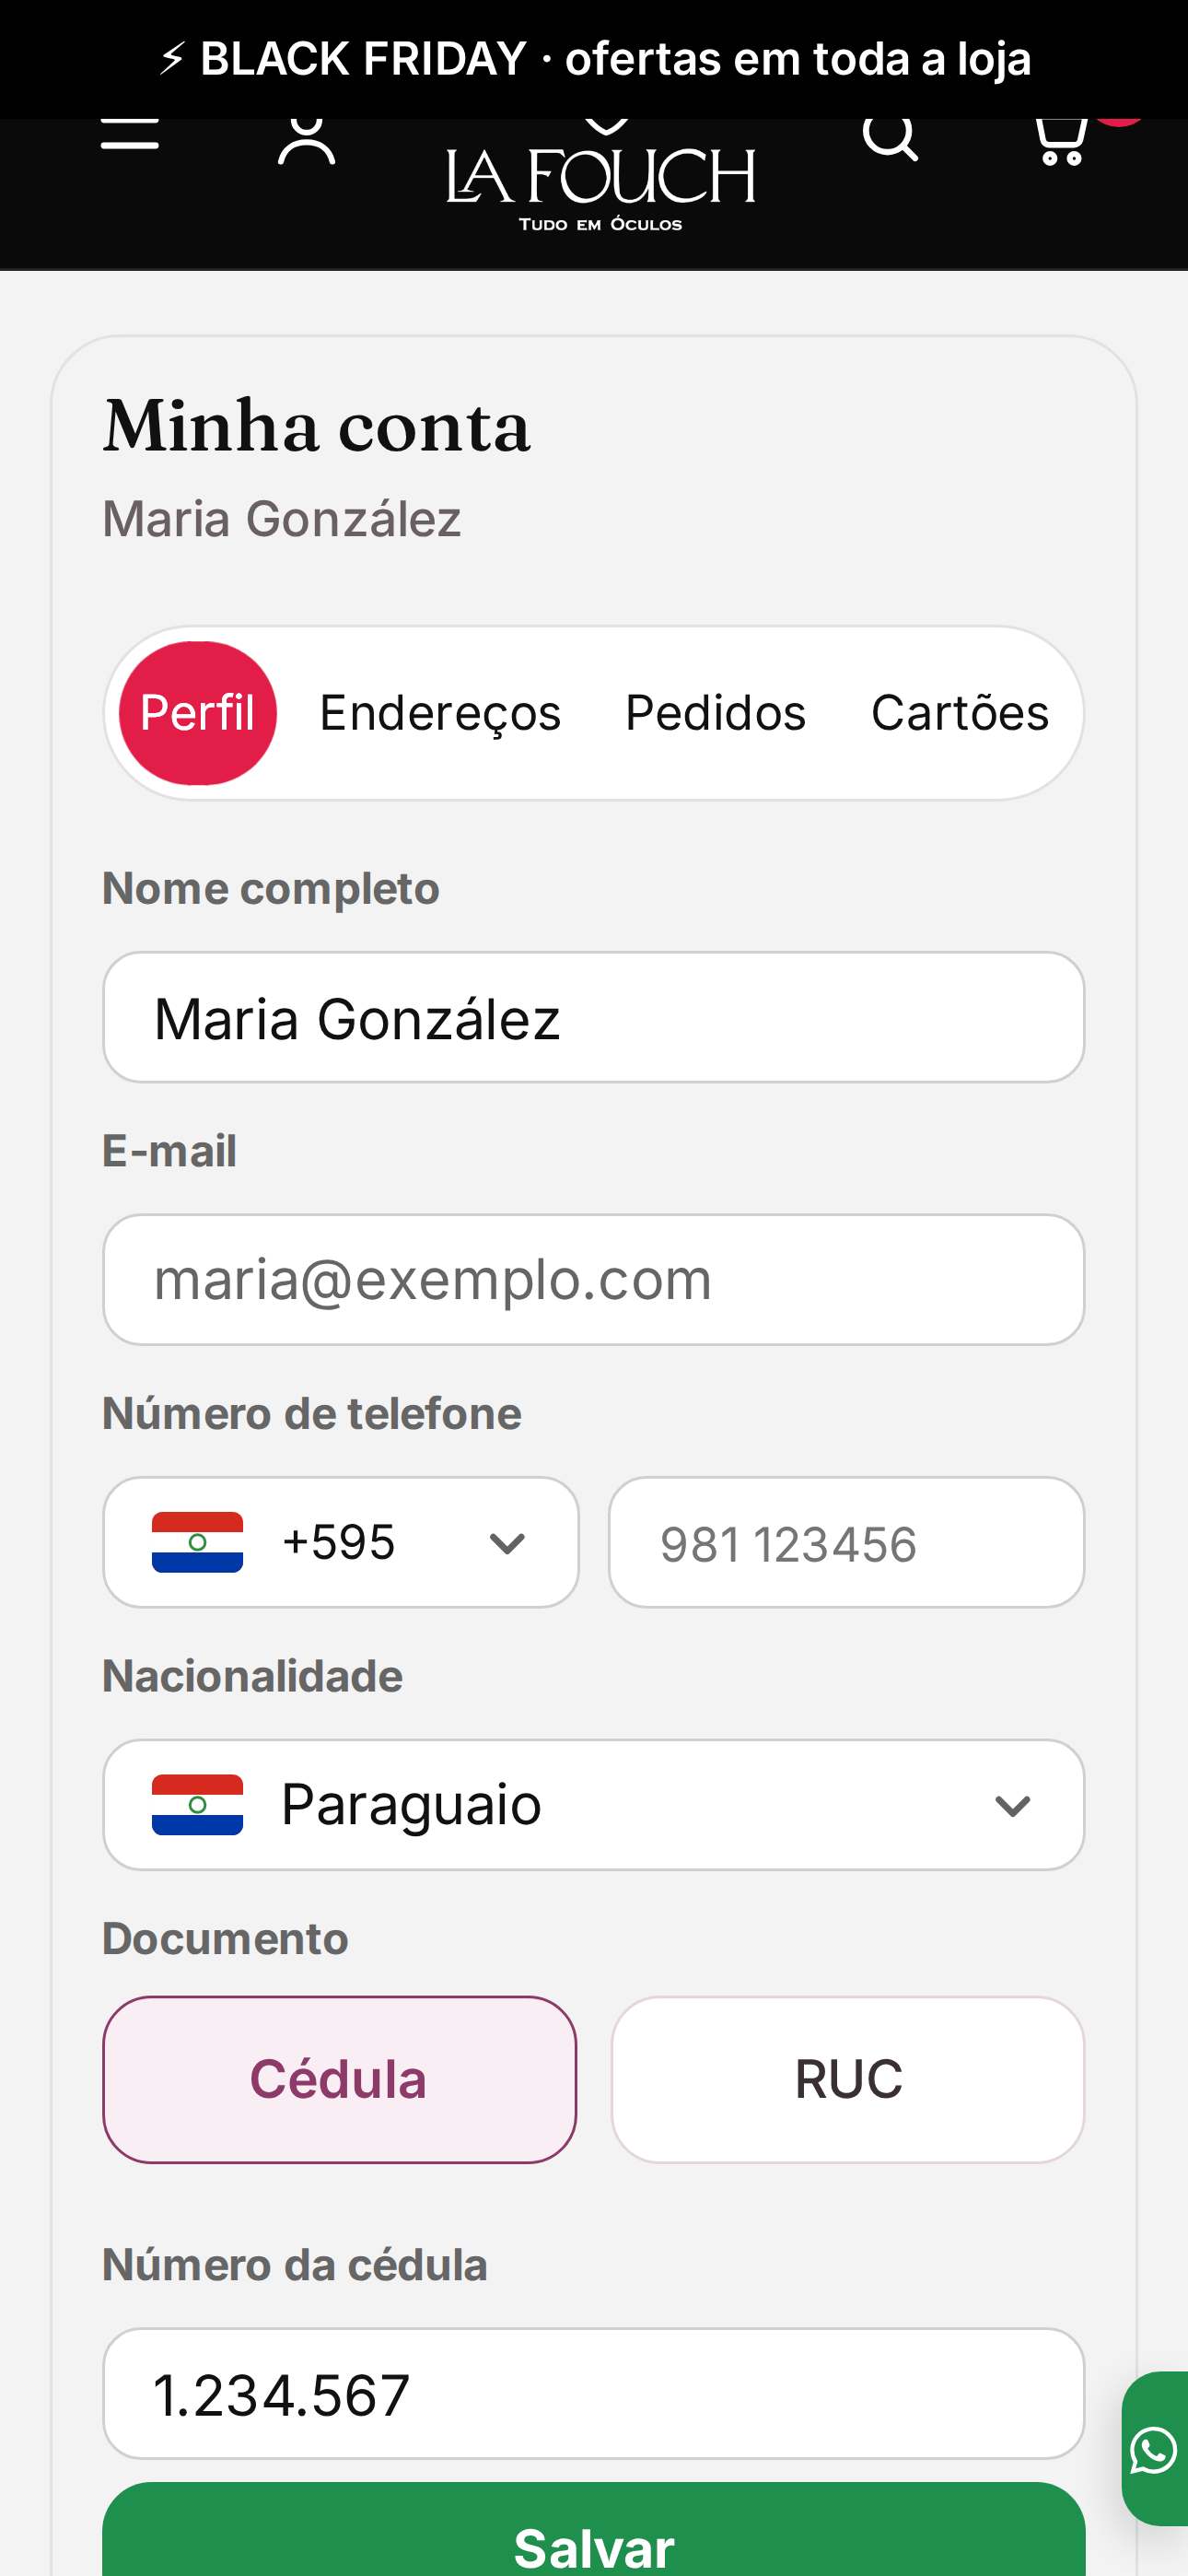 ⚡ BLACK FRIDAY · ofertas em toda a loja
LA FOUCH
Tudo em Óculos
Minha conta
Maria González
Perfil Endereços Pedidos Cartões
Nome completo
Maria González
E-mail
maria@exemplo.com
Número de telefone
+595 981 123456
Nacionalidade
Paraguaio
Documento
Cédula RUC
Número da cédula
1.234.567
Salvar